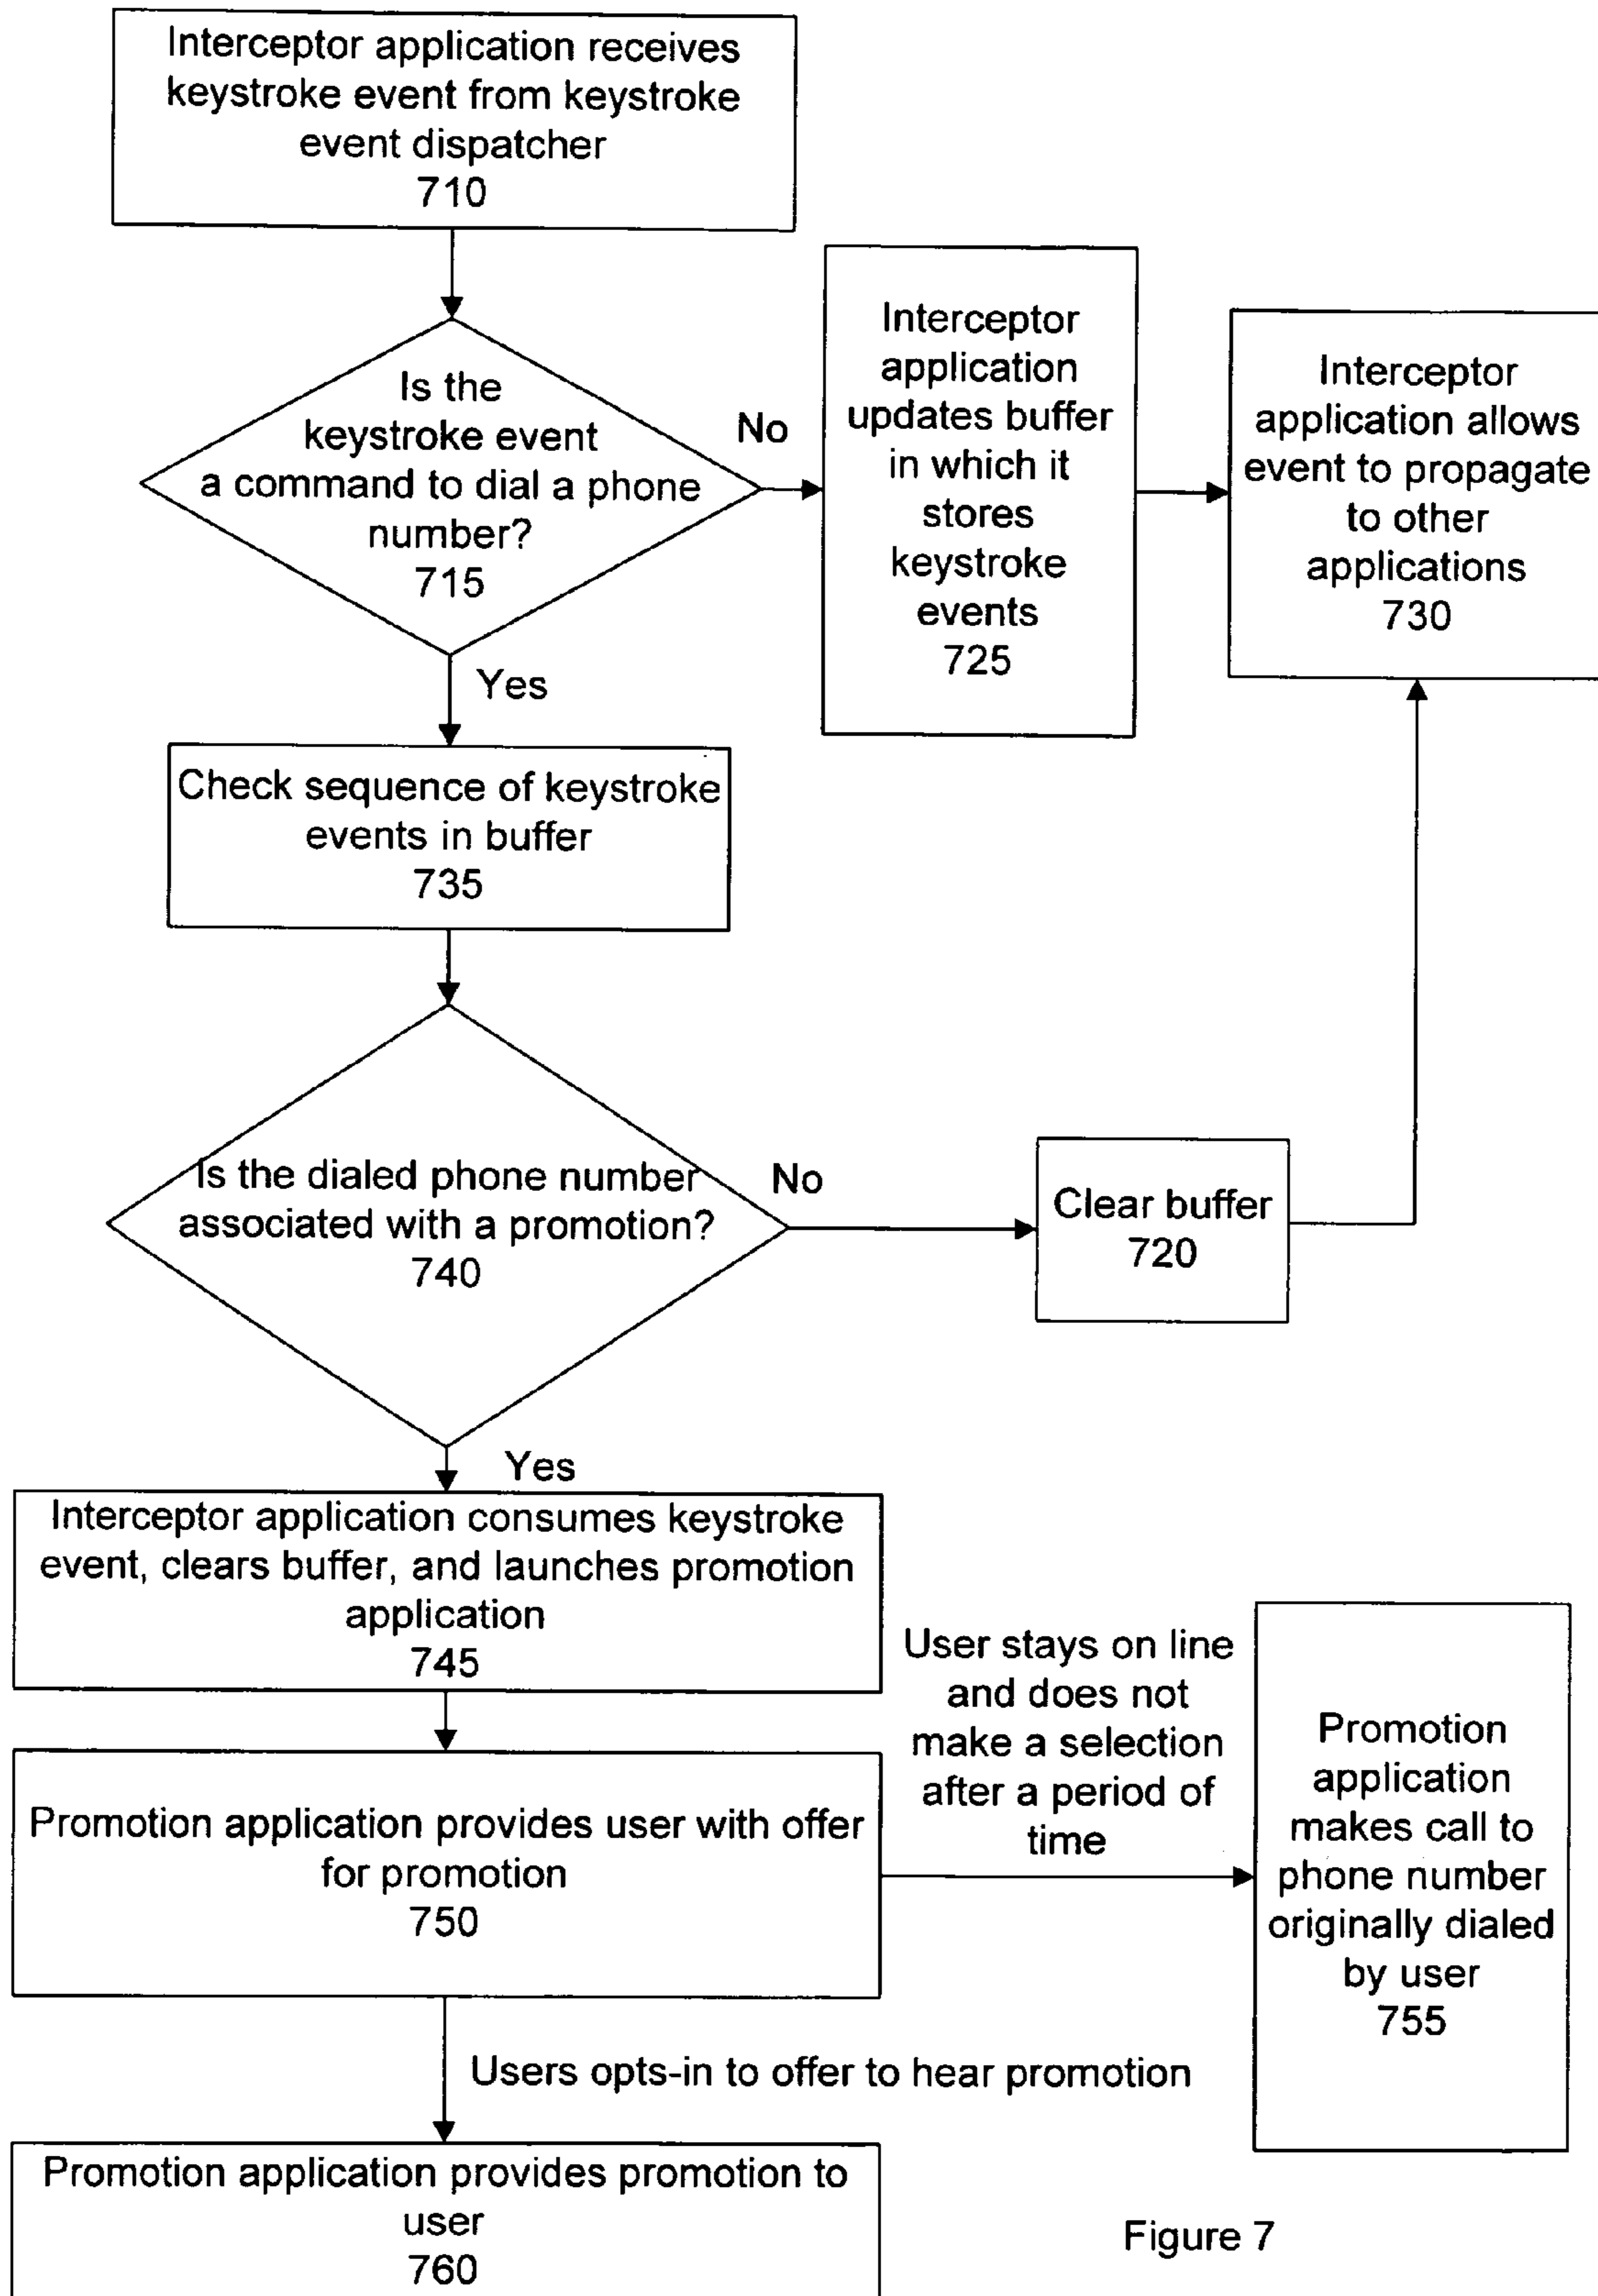 Interceptor application receives
keystroke event from keystroke
event dispatcher
710
Is the
keystroke event
a command to dial a phone
number?
715
No
Interceptor
application
updates buffer
in which it
stores
keystroke
events
725
Interceptor
application allows
event to propagate
to other
applications
730
Yes
Check sequence of keystroke
events in buffer
735
Is the dialed phone number
associated with a promotion?
740
No
Clear buffer
720
Yes
Interceptor application consumes keystroke
event, clears buffer, and launches promotion
application
745
User stays on line
and does not
make a selection
after a period of
time
Promotion application provides user with offer
for promotion
750
Promotion
application
makes call to
phone number
originally dialed
by user
755
Users opts-in to offer to hear promotion
Promotion application provides promotion to
user
760
Figure 7